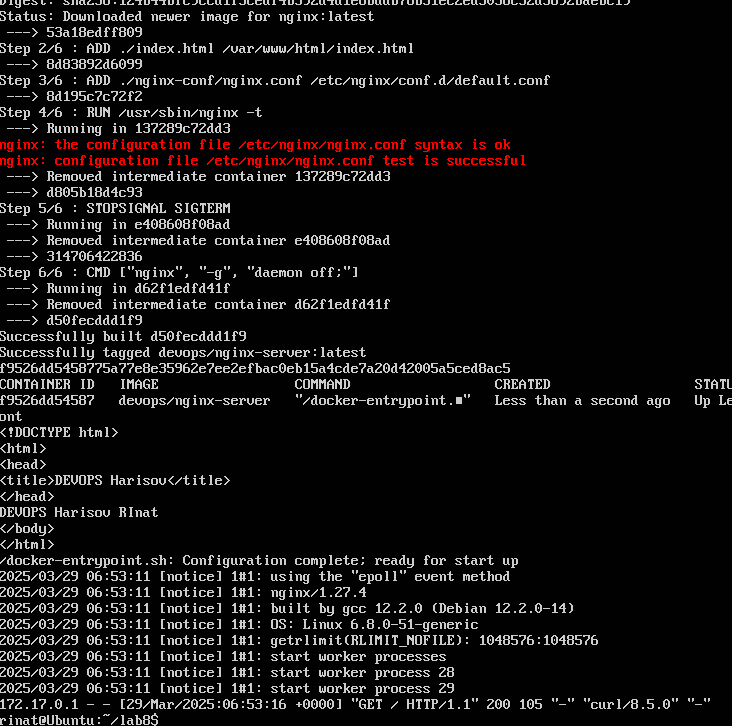 Status: Downloaded newer image for nginx:latest
---> 53a18edff809
Step 2/6 : ADD ./index.html /var/www/html/index.html
---> 8d83892d6099
Step 3/6 : ADD ./nginx-conf/nginx.conf /etc/nginx/conf.d/default.conf
---> 8d195c7c72f2
Step 4/6 : RUN /usr/sbin/nginx -t
---> Running in 137289c72dd3
nginx: the configuration file /etc/nginx/nginx.conf syntax is ok
nginx: configuration file /etc/nginx/nginx.conf test is successful
---> Removed intermediate container 137289c72dd3
---> d805b18d4c93
Step 5/6 : STOPSIGNAL SIGTERM
---> Running in e408608f08ad
---> Removed intermediate container e408608f08ad
---> 314706422836
Step 6/6 : CMD ["nginx", "-g", "daemon off;"]
---> Running in d62f1edfd41f
---> Removed intermediate container d62f1edfd41f
---> d50fecddd1f9
Successfully built d50fecddd1f9
Successfully tagged devops/nginx-server:latest
f9526dd5458775a77e8e35962e7ee2efbac0eb15a4cde7a20d42005a5ced8ac5
CONTAINER ID   IMAGE                 COMMAND                  CREATED                  STATU
f9526dd54587   devops/nginx-server   "/docker-entrypoint.■"   Less than a second ago   Up Le
ont
<!DOCTYPE html>
<html>
<head>
<title>DEVOPS Harisov</title>
</head>
DEVOPS Harisov RInat
</body>
</html>
/docker-entrypoint.sh: Configuration complete; ready for start up
2025/03/29 06:53:11 [notice] 1#1: using the "epoll" event method
2025/03/29 06:53:11 [notice] 1#1: nginx/1.27.4
2025/03/29 06:53:11 [notice] 1#1: built by gcc 12.2.0 (Debian 12.2.0-14)
2025/03/29 06:53:11 [notice] 1#1: OS: Linux 6.8.0-51-generic
2025/03/29 06:53:11 [notice] 1#1: getrlimit(RLIMIT_NOFILE): 1048576:1048576
2025/03/29 06:53:11 [notice] 1#1: start worker processes
2025/03/29 06:53:11 [notice] 1#1: start worker process 28
2025/03/29 06:53:11 [notice] 1#1: start worker process 29
172.17.0.1 - - [29/Mar/2025:06:53:16 +0000] "GET / HTTP/1.1" 200 105 "-" "curl/8.5.0" "-"
rinat@Ubuntu:~/lab8$